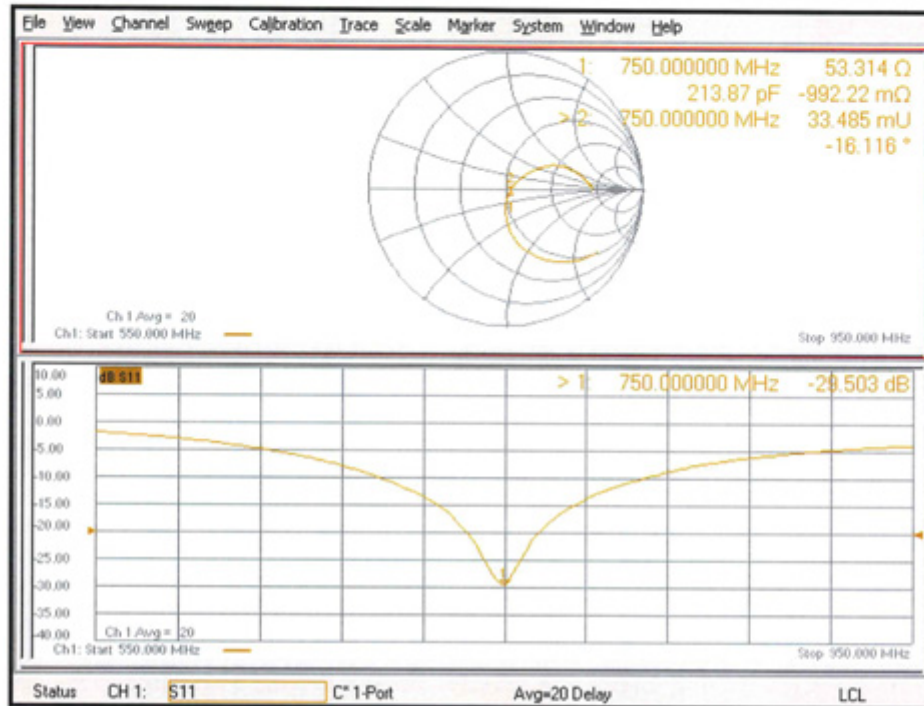 File View Channel Sweep Calibration Trace Scale Marker System Window Help
1: 750.000000 MHz 53.314 Ω
213.87 pF -992.22 mΩ
> 2: 750.000000 MHz 33.485 mU
-16.116 °
Ch 1 Avg = 20
Ch1: Start 550.000 MHz
Stop 950.000 MHz
10.00
dB S11
> 1: 750.000000 MHz -29.503 dB
5.00
0.00
-5.00
-10.00
-15.00
-20.00
-25.00
1
-30.00
-35.00
-40.00
Ch 1 Avg = 20
Ch1: Start 550.000 MHz
Stop 950.000 MHz
Status CH 1: S11 C* 1-Port Avg=20 Delay LCL